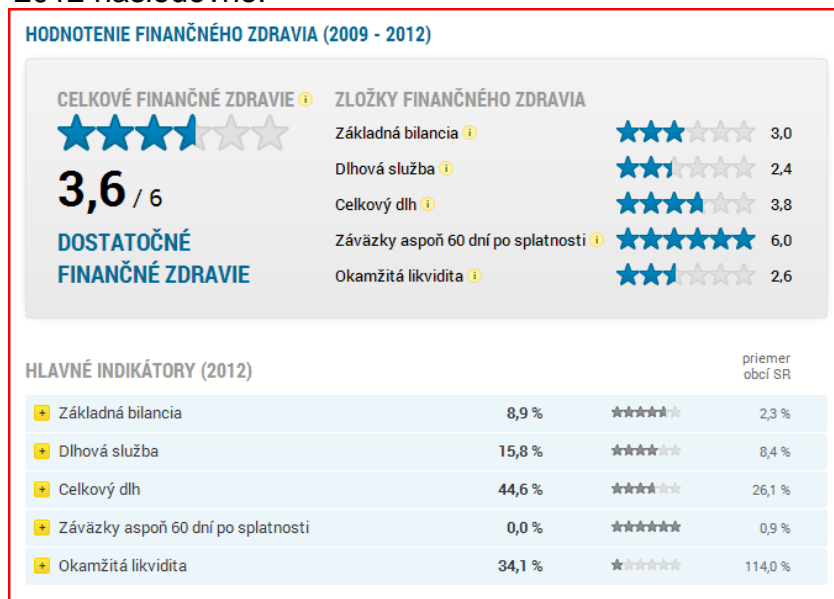 2012 nasledovne:
HODNOTENIE FINANČNÉHO ZDRAVIA (2009 - 2012)
CELKOVÉ FINANČNÉ ZDRAVIE i
3,6 / 6
DOSTATOČNÉ
FINANČNÉ ZDRAVIE
ZLOŽKY FINANČNÉHO ZDRAVIA
Základná bilancia i 3,0
Dlhová služba i 2,4
Celkový dlh i 3,8
Záväzky aspoň 60 dní po splatnosti i 6,0
Okamžitá likvidita i 2,6
HLAVNÉ INDIKÁTORY (2012)
priemer
obcí SR
+ Základná bilancia 8,9 % 2,3 %
+ Dlhová služba 15,8 % 8,4 %
+ Celkový dlh 44,6 % 26,1 %
+ Záväzky aspoň 60 dní po splatnosti 0,0 % 0,9 %
+ Okamžitá likvidita 34,1 % 114,0 %